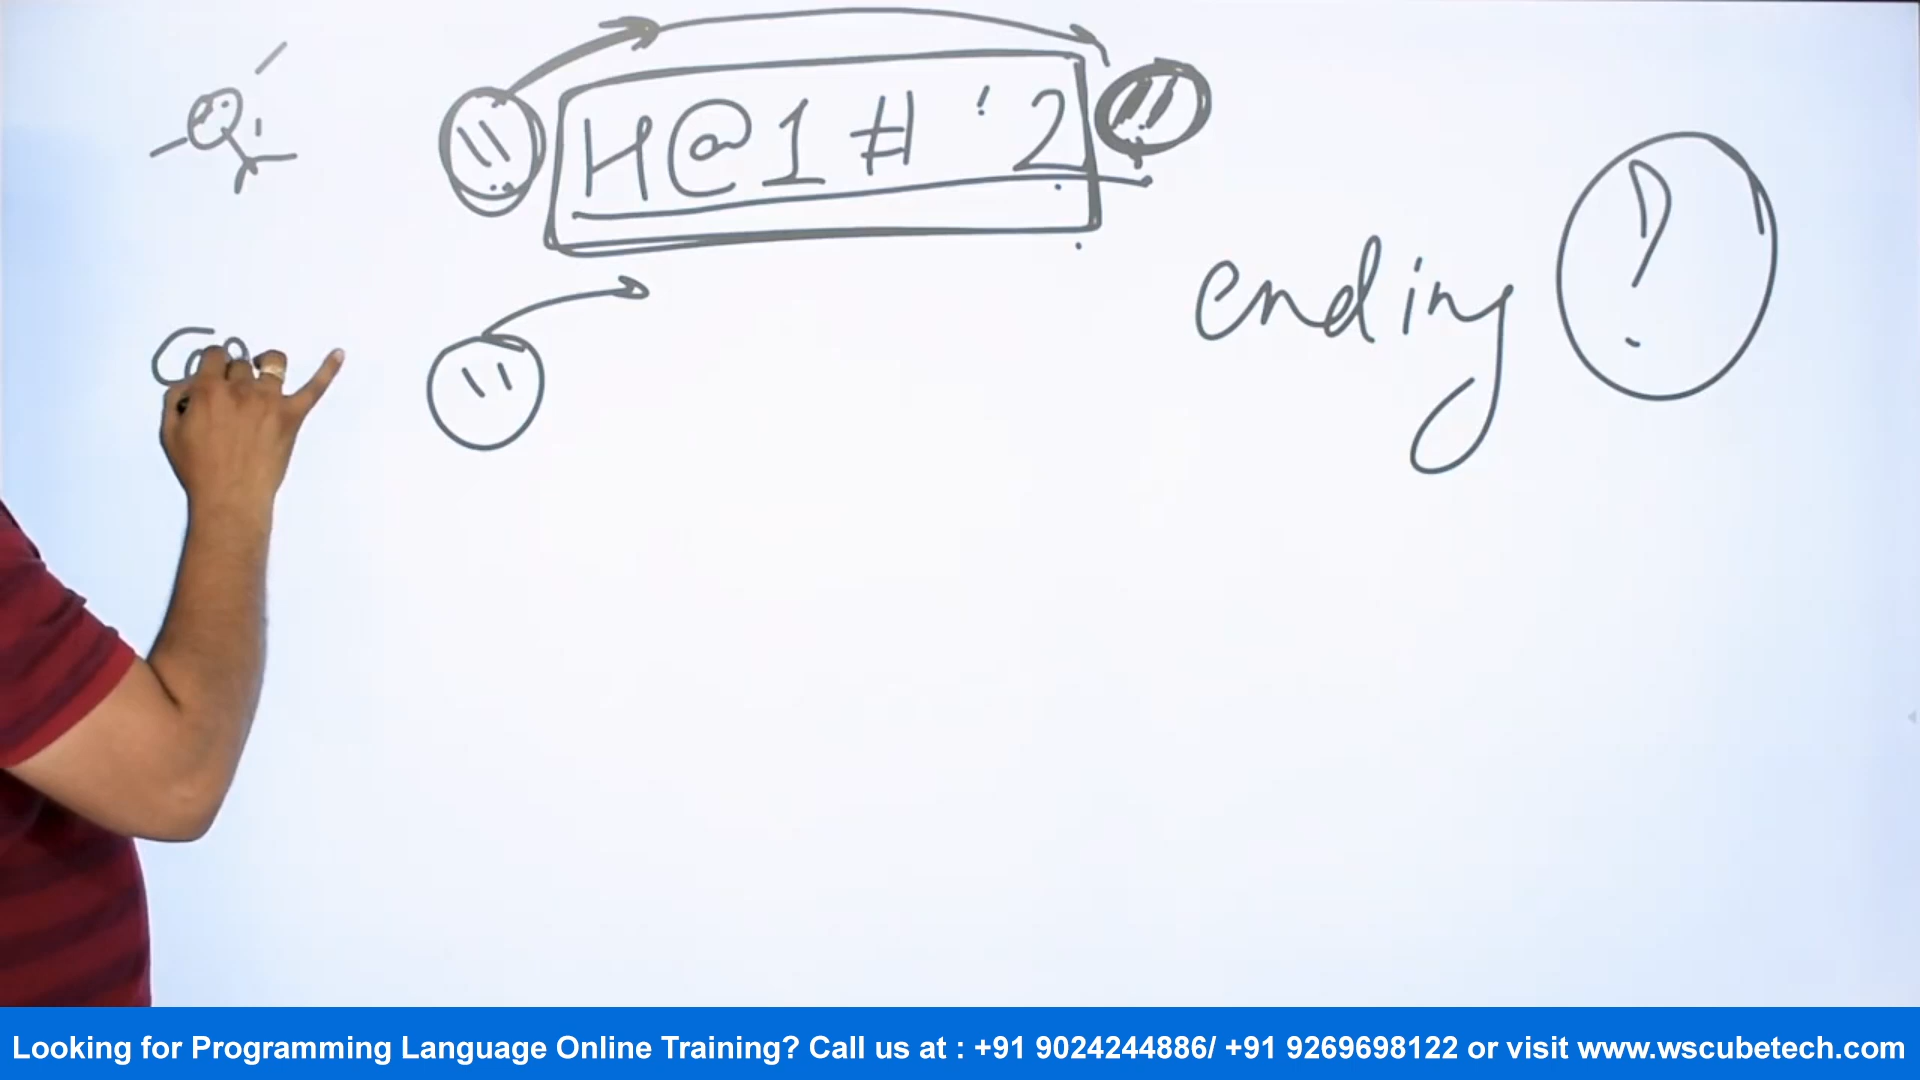 " H@1#'2 "
ending ?
"
Looking for Programming Language Online Training? Call us at : +91 9024244886/ +91 9269698122 or visit www.wscubetech.com